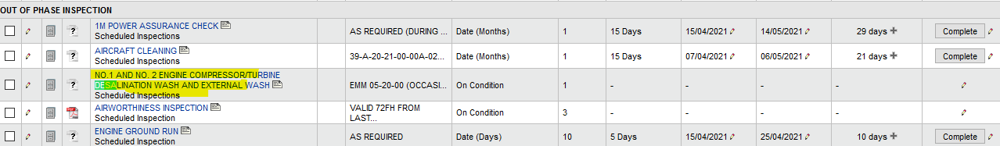 OUT OF PHASE INSPECTION
1M POWER ASSURANCE CHECK
Scheduled Inspections
AS REQUIRED (DURING ... Date (Months) 1 15 Days 15/04/2021 14/05/2021 29 days + Complete
? AIRCRAFT CLEANING
Scheduled Inspections
39-A-20-21-00-00A-02... Date (Months) 1 15 Days 07/04/2021 06/05/2021 21 days + Complete
? NO.1 AND NO. 2 ENGINE COMPRESSOR/TURBINE
DESALINATION WASH AND EXTERNAL WASH
Scheduled Inspections
EMM 05-20-00 (OCCASI... On Condition 1 - - - -
AIRWORTHINESS INSPECTION
Scheduled Inspection
VALID 72FH FROM
LAST...
On Condition 3 - - - -
? ENGINE GROUND RUN
Scheduled Inspection
AS REQUIRED Date (Days) 10 5 Days 15/04/2021 25/04/2021 10 days + Complete